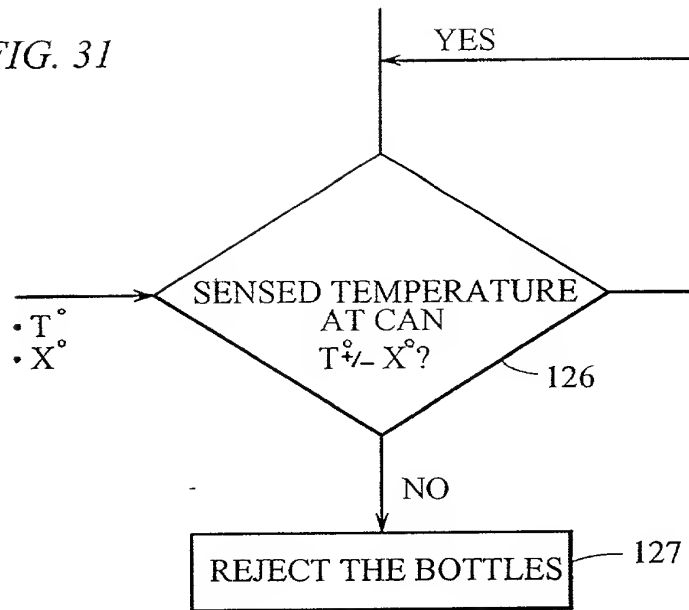 FIG. 31
YES
SENSED TEMPERATURE
AT CAN
T°+/– X°?
• T°
• X°
126
NO
REJECT THE BOTTLES
127